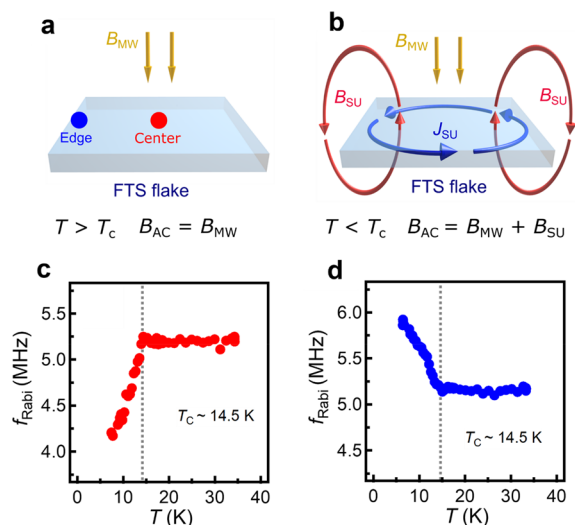 a
B_MW
Edge
Center
FTS flake
T > T_c B_AC = B_MW
b
B_MW
B_SU
B_SU
J_SU
FTS flake
T < T_c B_AC = B_MW + B_SU
c
f_Rabi (MHz)
5.5
5.0
4.5
4.0
T_C ~ 14.5 K
0 10 20 30 40
T (K)
d
f_Rabi (MHz)
6.0
5.5
5.0
4.5
T_C ~ 14.5 K
0 10 20 30 40
T (K)